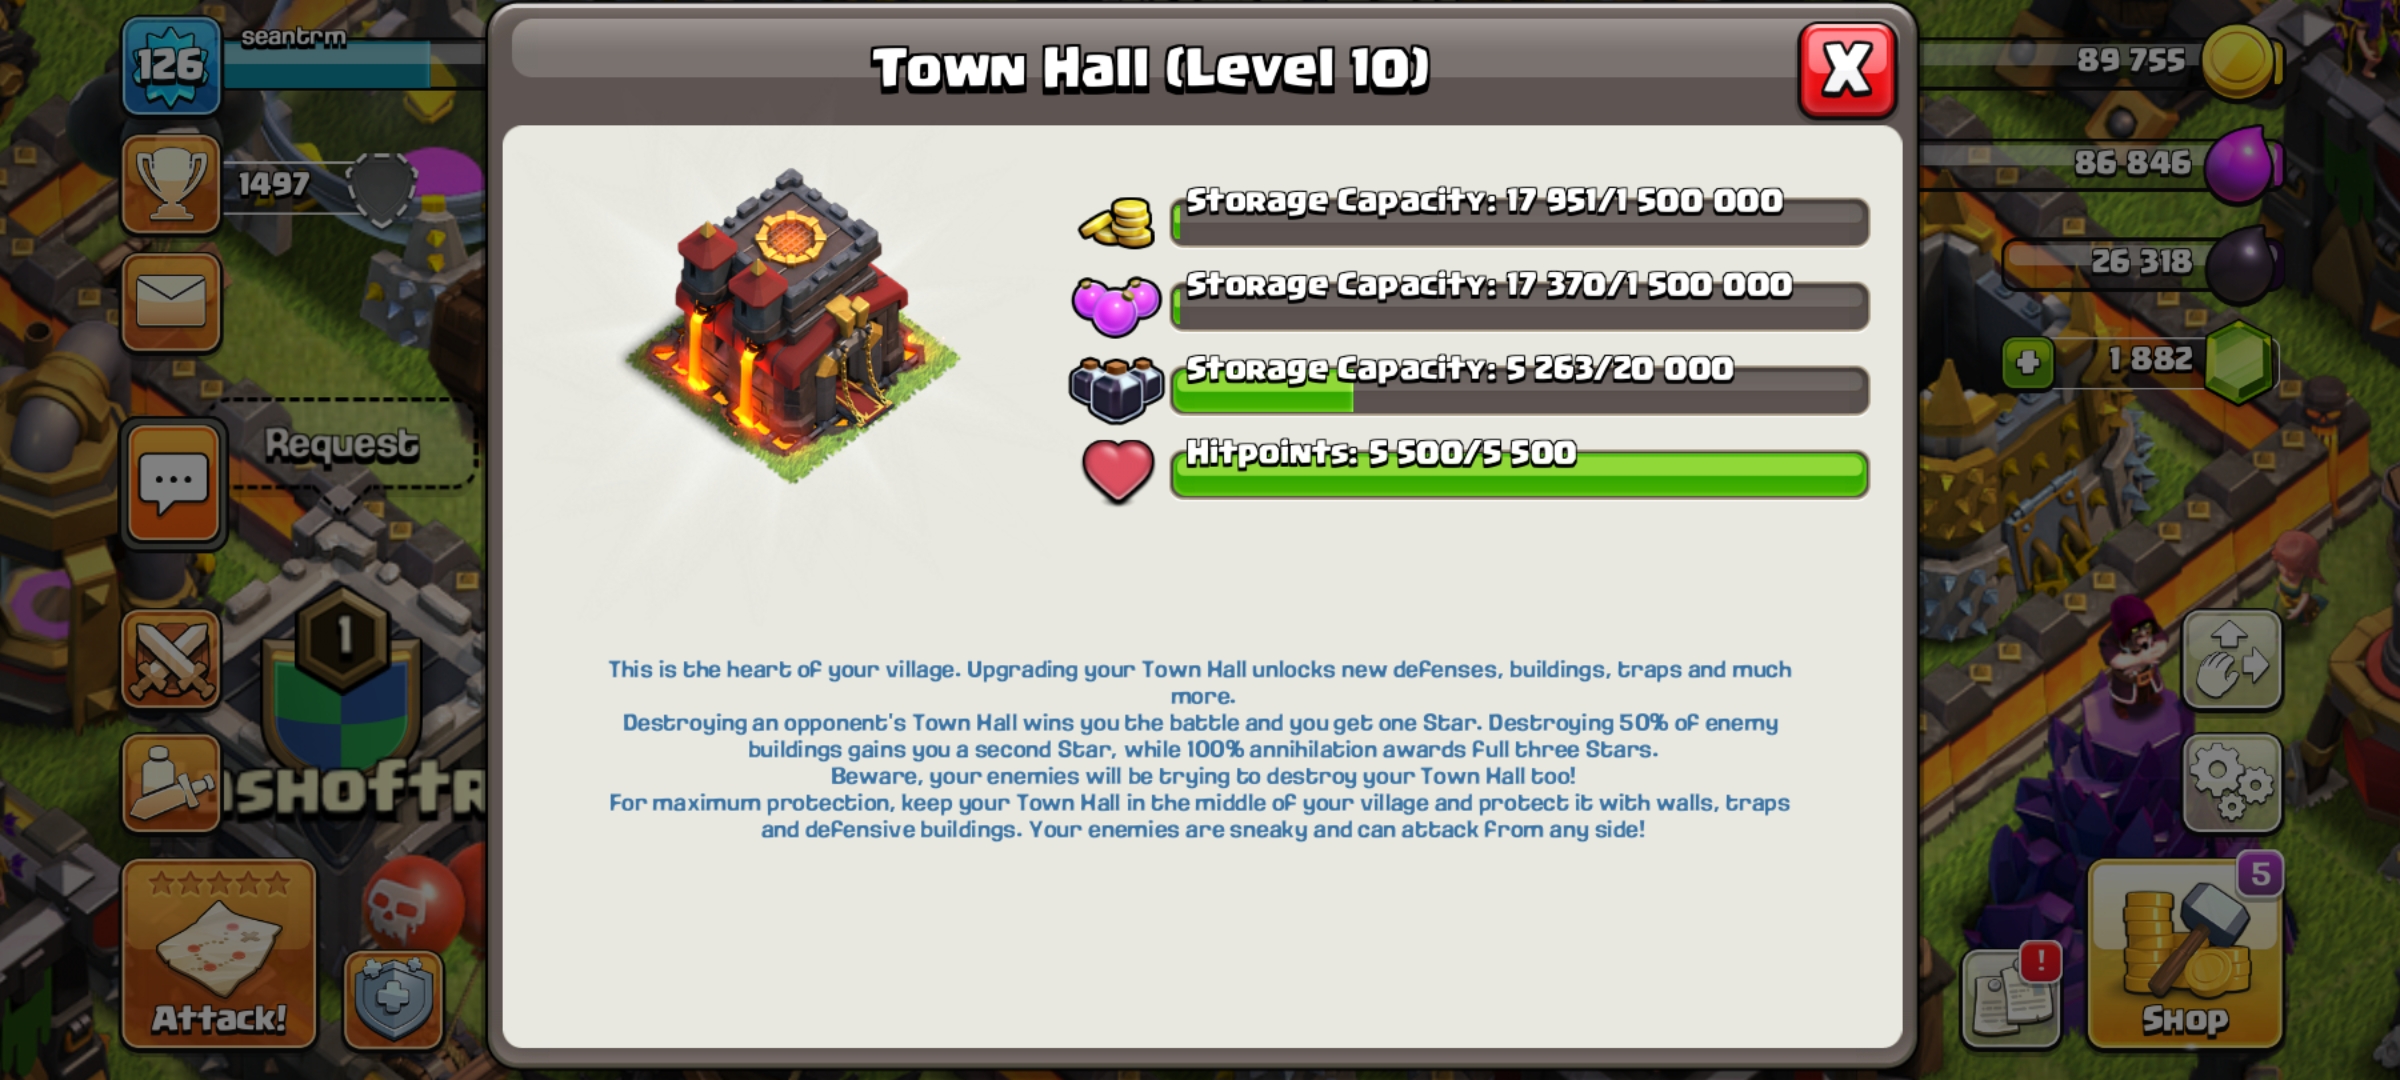 126
seantrm
Town Hall (Level 10)
X
89 755
1497
86 846
26 318
1 882
Storage Capacity: 17 951/1 500 000
Storage Capacity: 17 370/1 500 000
Storage Capacity: 5 263/20 000
Hitpoints: 5 500/5 500
Request
1
This is the heart of your village. Upgrading your Town Hall unlocks new defenses, buildings, traps and much
more.
Destroying an opponent's Town Hall wins you the battle and you get one Star. Destroying 50% of enemy
buildings gains you a second Star, while 100% annihilation awards full three Stars.
Beware, your enemies will be trying to destroy your Town Hall too!
For maximum protection, keep your Town Hall in the middle of your village and protect it with walls, traps
and defensive buildings. Your enemies are sneaky and can attack from any side!
Attack!
5
!
Shop